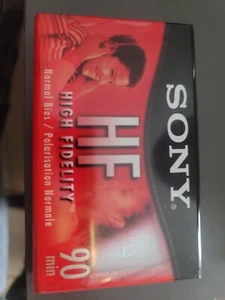 SONY
HF
HIGH FIDELITY
Normal Bias / Polarisation Normale
90
min